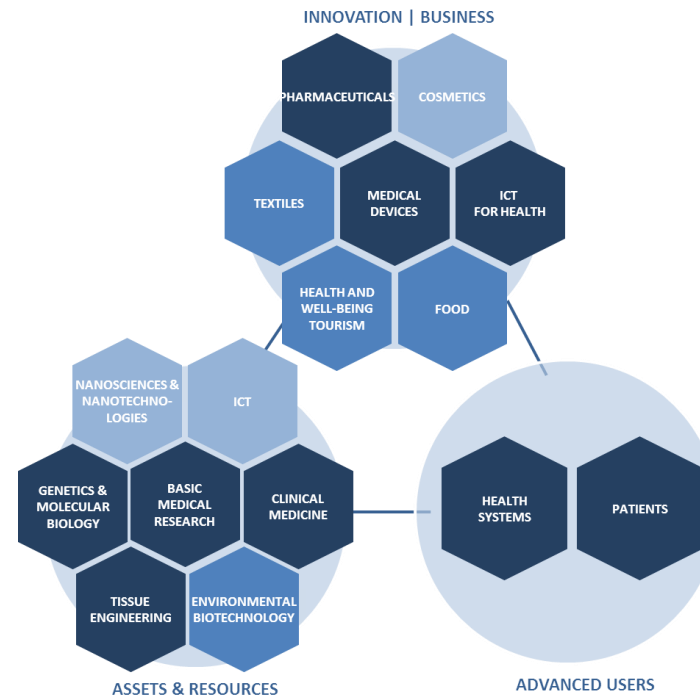 INNOVATION | BUSINESS
PHARMACEUTICALS
COSMETICS
TEXTILES
MEDICAL
DEVICES
ICT
FOR HEALTH
HEALTH AND
WELL-BEING
TOURISM
FOOD
NANOSCIENCES &
NANOTECHNO-
LOGIES
ICT
GENETICS &
MOLECULAR
BIOLOGY
BASIC
MEDICAL
RESEARCH
CLINICAL
MEDICINE
TISSUE
ENGINEERING
ENVIRONMENTAL
BIOTECHNOLOGY
ASSETS & RESOURCES
HEALTH
SYSTEMS
PATIENTS
ADVANCED USERS